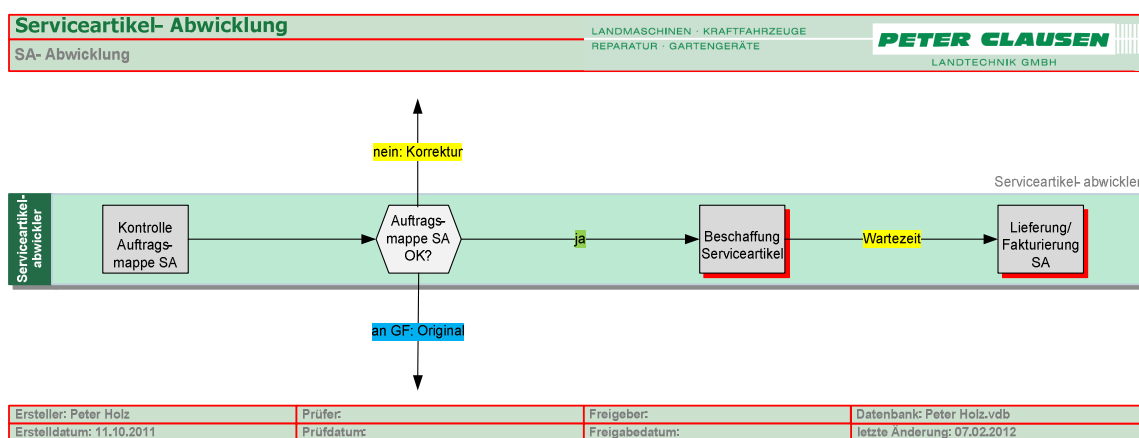 Serviceartikel- Abwicklung
SA- Abwicklung
LANDMASCHINEN · KRAFTFAHRZEUGE
REPARATUR · GARTENGERÄTE
PETER CLAUSEN
LANDTECHNIK GMBH
nein: Korrektur
Serviceartikel- abwickler
Serviceartikel-
abwickler
Kontrolle
Auftrags-
mappe SA
Auftrags-
mappe SA
OK?
ja
Beschaffung
Serviceartikel
Wartezeit
Lieferung/
Fakturierung
SA
an GF: Original
Ersteller: Peter Holz
Prüfer:
Freigeber:
Datenbank: Peter Holz.vdb
Erstelldatum: 11.10.2011
Prüfdatum:
Freigabedatum:
letzte Änderung: 07.02.2012